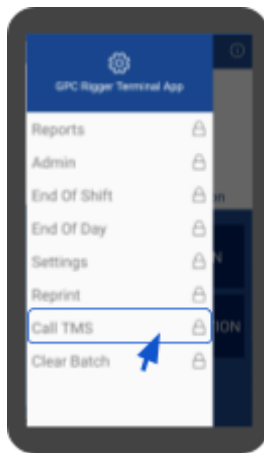 GPC Rigger Terminal App
Reports
Admin
End Of Shift
End Of Day
Settings
Reprint
Call TMS
Clear Batch